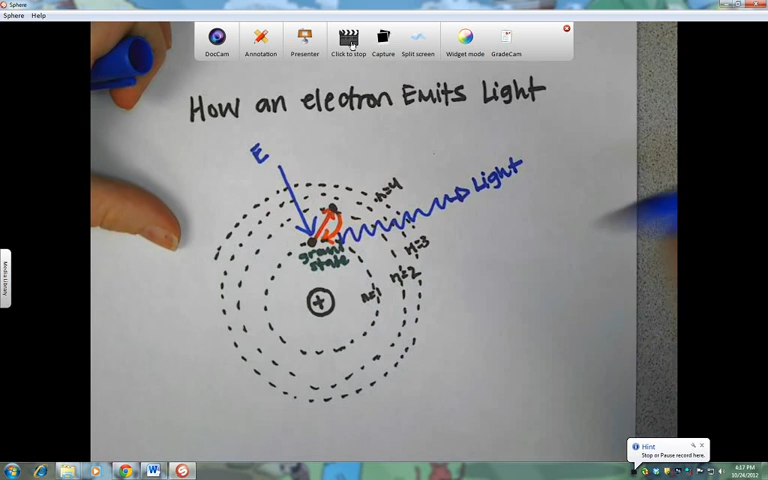 Sphere
Sphere Help
DocCam Annotation Presenter Click to stop Capture Split screen Widget mode GradeCam
How an electron Emits Light
E
n=4
Light
n=3
ground
state
n=2
n=1
+
Media Library
Hint
Stop or Pause record here.
4:17 PM
10/24/2012